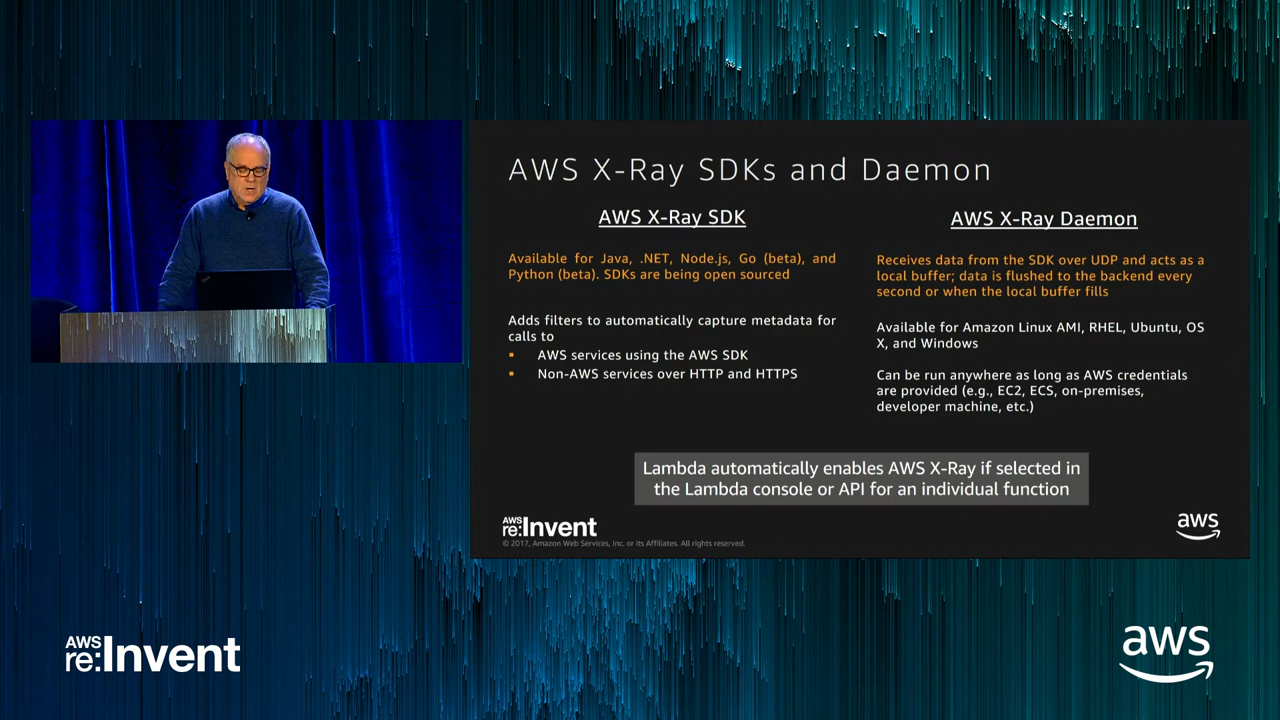 AWS X-Ray SDKs and Daemon
AWS X-Ray SDK
Available for Java, .NET, Node.js, Go (beta), and
Python (beta). SDKs are being open sourced
Adds filters to automatically capture metadata for
calls to
▪ AWS services using the AWS SDK
▪ Non-AWS services over HTTP and HTTPS
AWS X-Ray Daemon
Receives data from the SDK over UDP and acts as a
local buffer; data is flushed to the backend every
second or when the local buffer fills
Available for Amazon Linux AMI, RHEL, Ubuntu, OS
X, and Windows
Can be run anywhere as long as AWS credentials
are provided (e.g., EC2, ECS, on-premises,
developer machine, etc.)
Lambda automatically enables AWS X-Ray if selected in
the Lambda console or API for an individual function
AWS
re:Invent
© 2017, Amazon Web Services, Inc. or its Affiliates. All rights reserved.
aws
AWS
re:Invent
aws